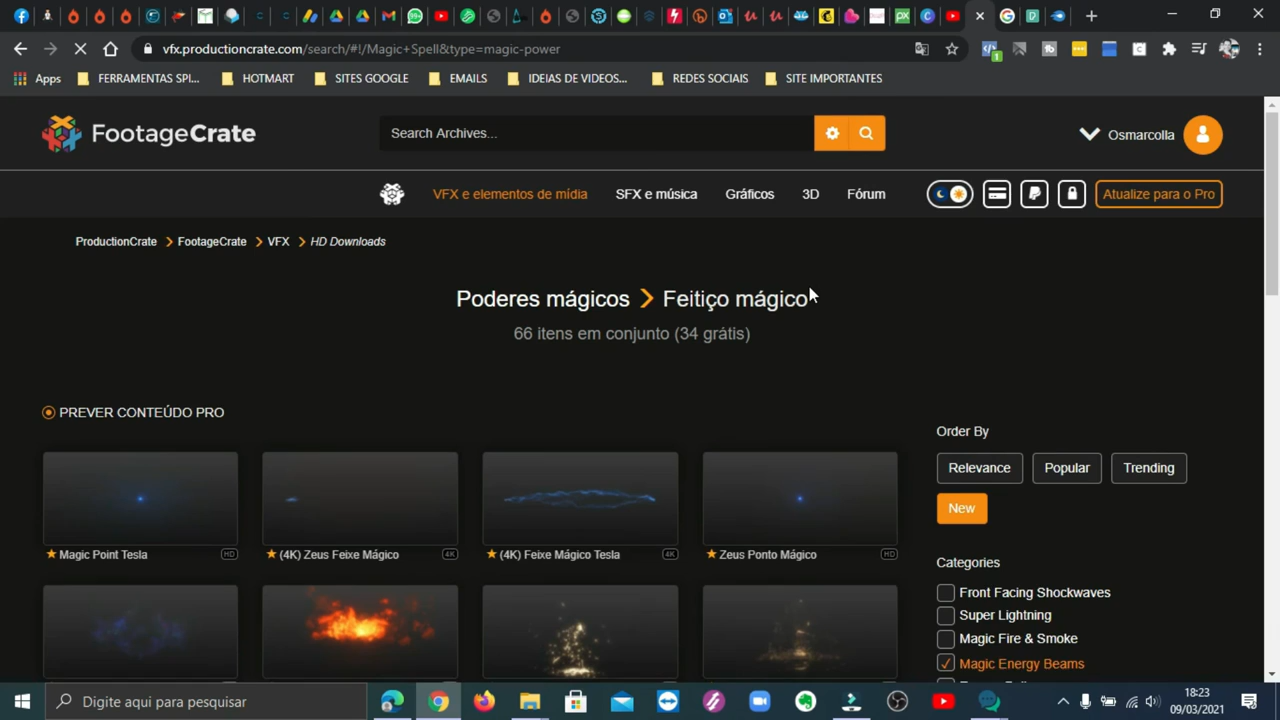 vfx.productioncrate.com/search/#!/Magic+Spell&type=magic-power
Apps FERRAMENTAS SPI... HOTMART SITES GOOGLE EMAILS IDEIAS DE VIDEOS... REDES SOCIAIS SITE IMPORTANTES
FootageCrate Search Archives... Osmarcolla
VFX e elementos de mídia SFX e música Gráficos 3D Fórum Atualize para o Pro
ProductionCrate FootageCrate VFX HD Downloads
Poderes mágicos Feitiço mágico
66 itens em conjunto (34 grátis)
PREVER CONTEÚDO PRO
Order By
Relevance Popular Trending
New
Magic Point Tesla HD (4K) Zeus Feixe Mágico 4K (4K) Feixe Mágico Tesla 4K Zeus Ponto Mágico HD
Categories
Front Facing Shockwaves
Super Lightning
Magic Fire & Smoke
Magic Energy Beams
Digite aqui para pesquisar
18:23
09/03/2021